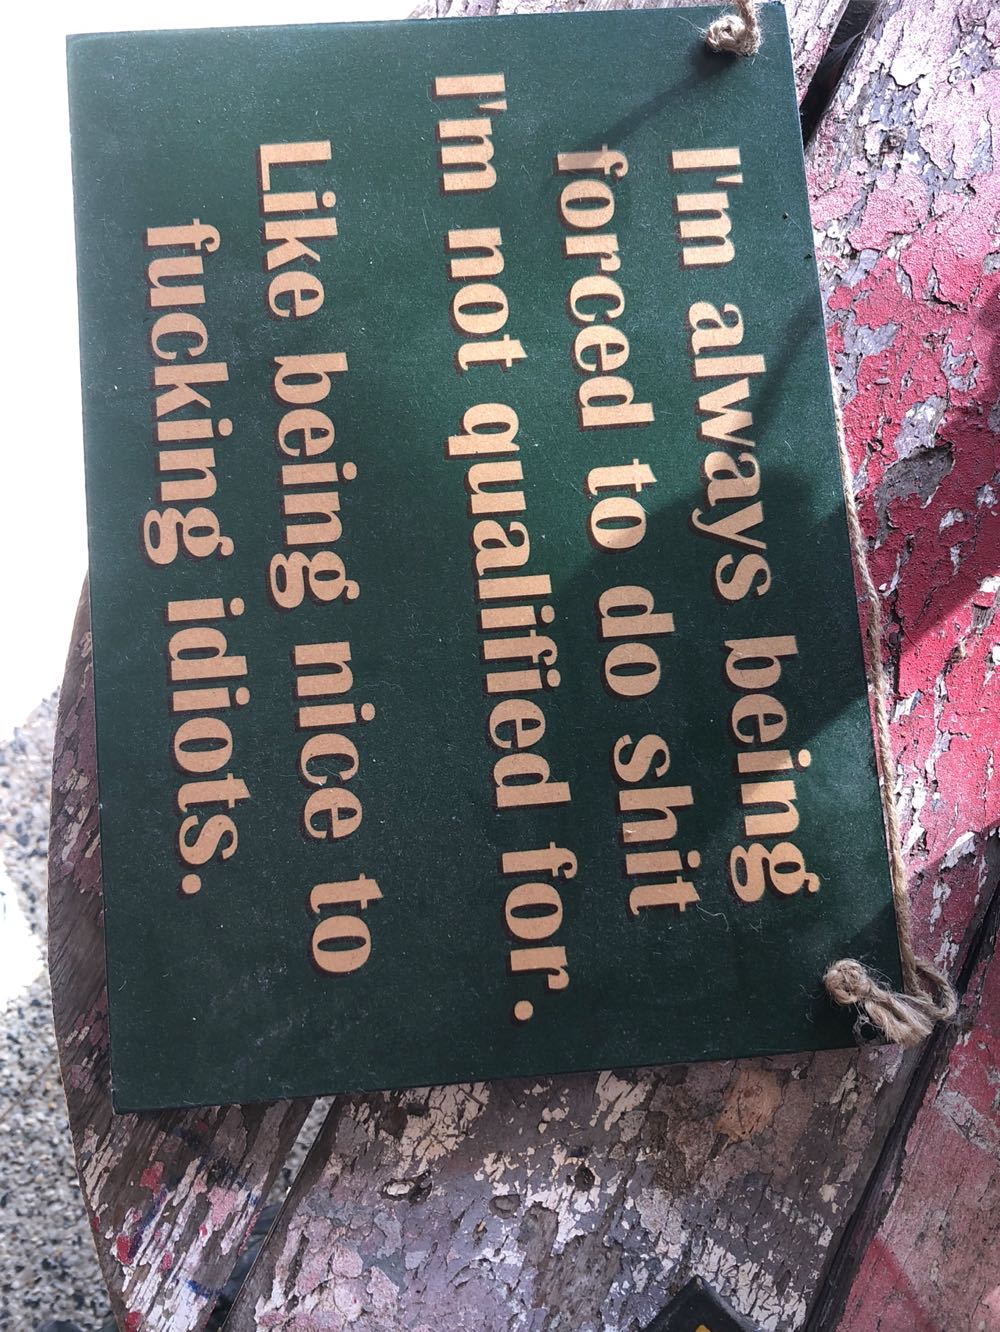 I'm always being
forced to do shit
I'm not qualified for.
Like being nice to
fucking idiots.